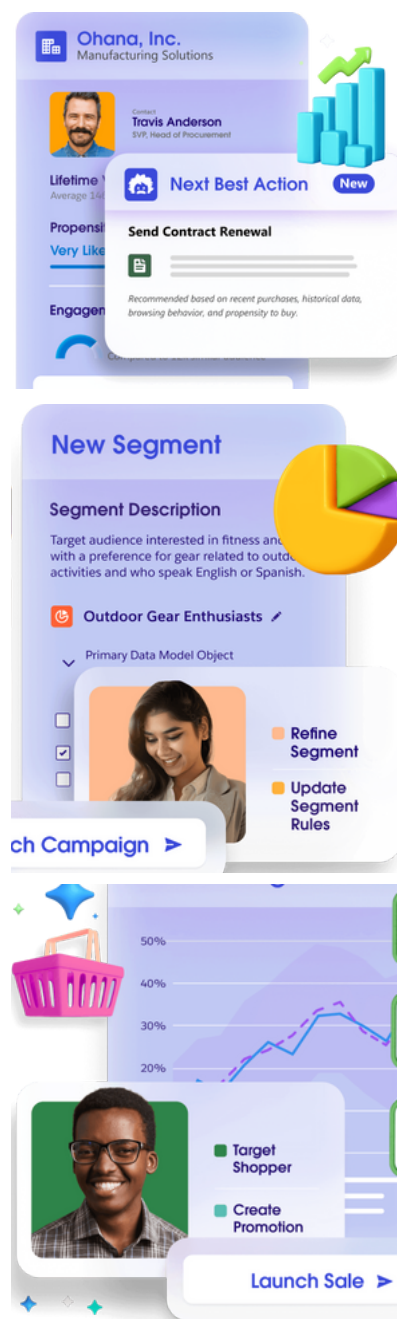 Ohana, Inc.
Manufacturing Solutions
Contact
Travis Anderson
SVP, Head of Procurement
Lifetime
Average
Next Best Action
New
Send Contract Renewal
Very Like
Recommended based on recent purchases, historical data,
browsing behavior, and propensity to buy.
Engagen
New Segment
Segment Description
Target audience interested in fitness and
with a preference for gear related to outdo
activities and who speak English or Spanish.
Outdoor Gear Enthusiasts
Primary Data Model Object
Refine
Segment
Update
Segment
Rules
ch Campaign
50%
40%
30%
20%
Target
Shopper
Create
Promotion
Launch Sale